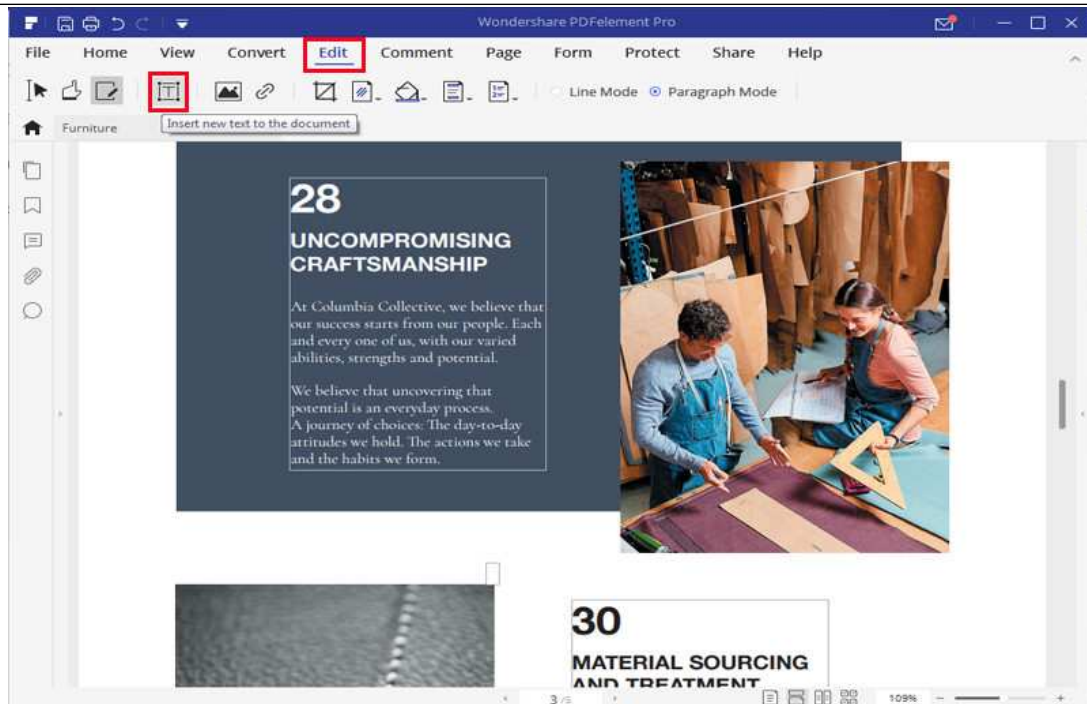 Wondershare PDFelement Pro
File Home View Convert Edit Comment Page Form Protect Share Help
Line Mode Paragraph Mode
Furniture
Insert new text to the document
28
UNCOMPROMISING
CRAFTSMANSHIP
At Columbia Collective, we believe that
our success starts from our people. Each
and every one of us, with our varied
abilities, strengths and potential.
We believe that uncovering that
potential is an everyday process.
A journey of choices: The day-to-day
attitudes we hold. The actions we take
and the habits we form.
30
MATERIAL SOURCING
AND TREATMENT
3 /5
109%